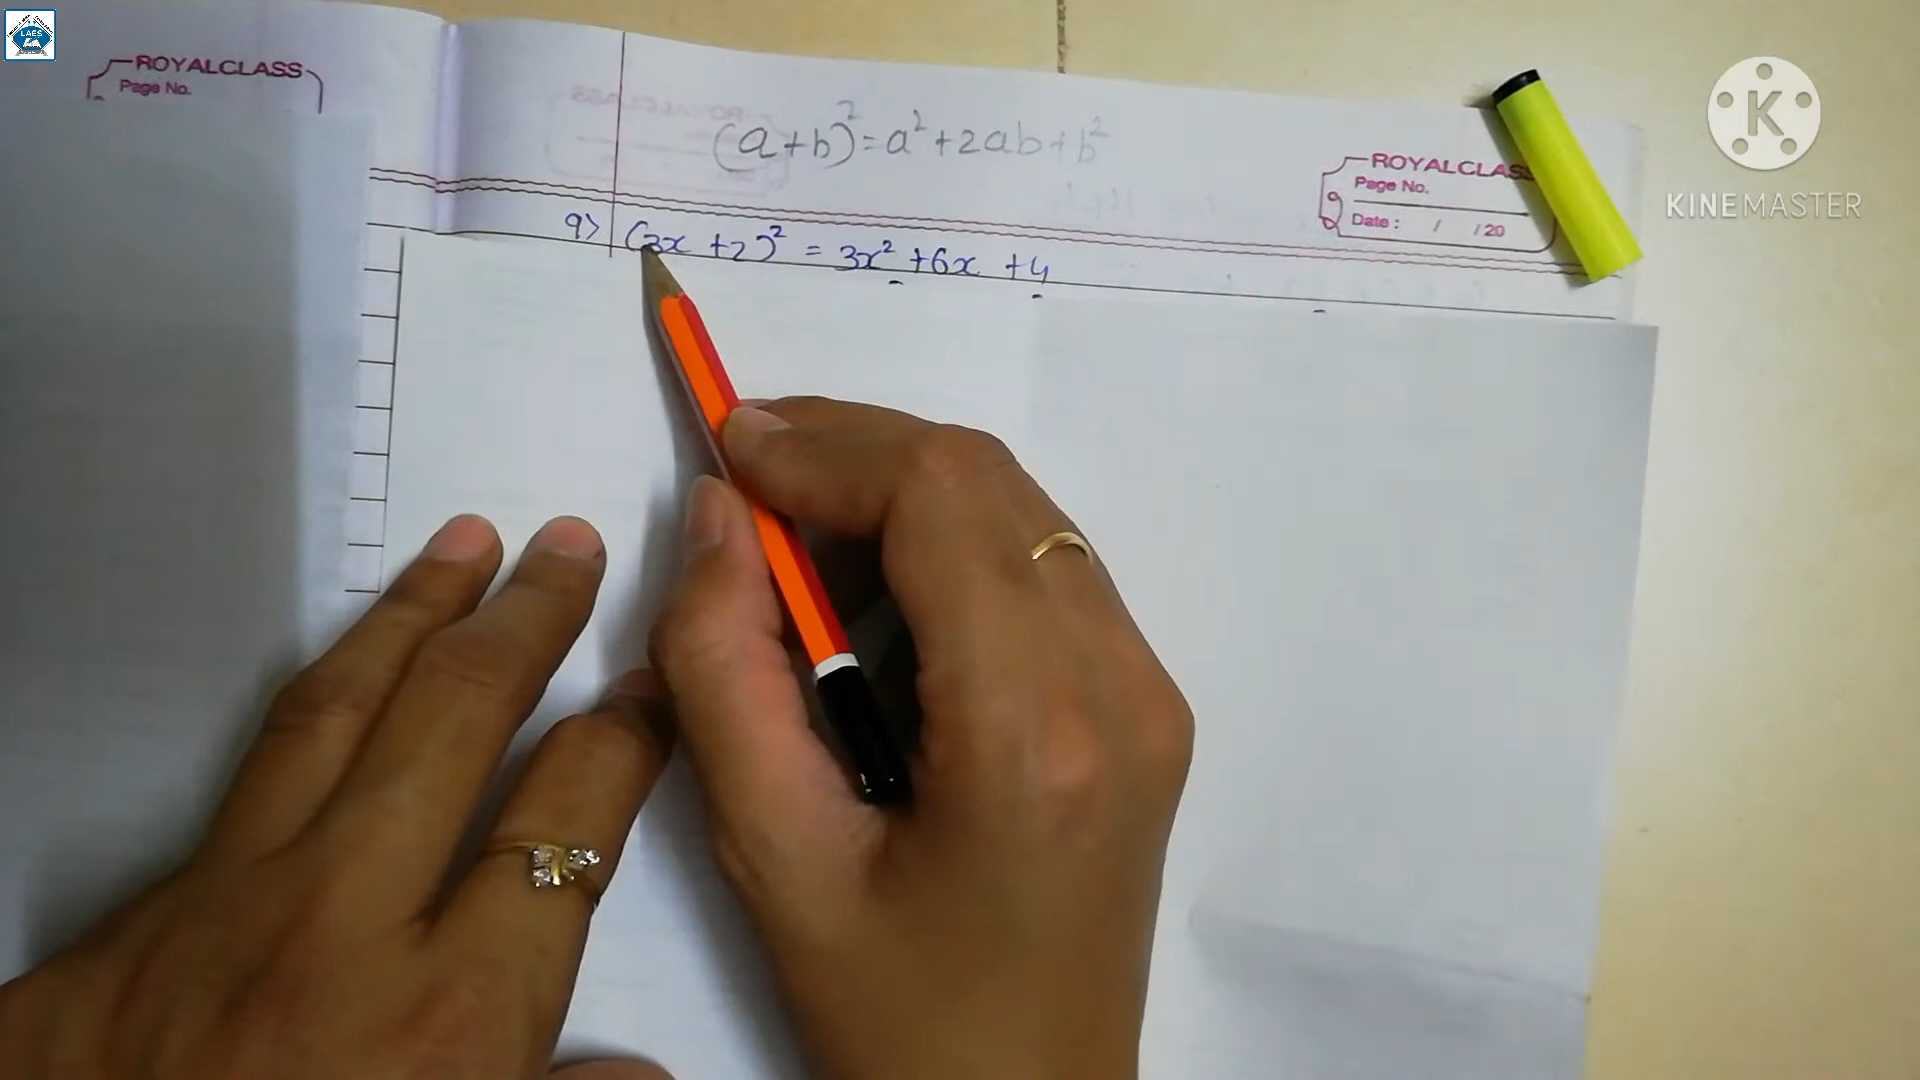 LAES
ROYALCLASS
Page No.
(a+b)²=a²+2ab+b²
ROYALCLASS
Page No.
Date : / / 20
KINEMASTER
9> (3x +2)² = 3x² +6x +4